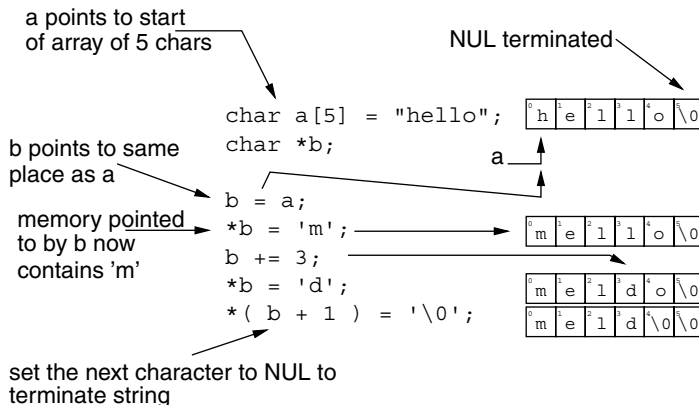 a points to start
of array of 5 chars
NUL terminated
char a[5] = "hello";
0 1 2 3 4 5
h e l l o \0
char *b;
a
b points to same
place as a
b = a;
memory pointed
to by b now
contains 'm'
*b = 'm';
0 1 2 3 4 5
m e l l o \0
b += 3;
*b = 'd';
0 1 2 3 4 5
m e l d o \0
*( b + 1 ) = '\0';
0 1 2 3 4 5
m e l d \0 \0
set the next character to NUL to
terminate string